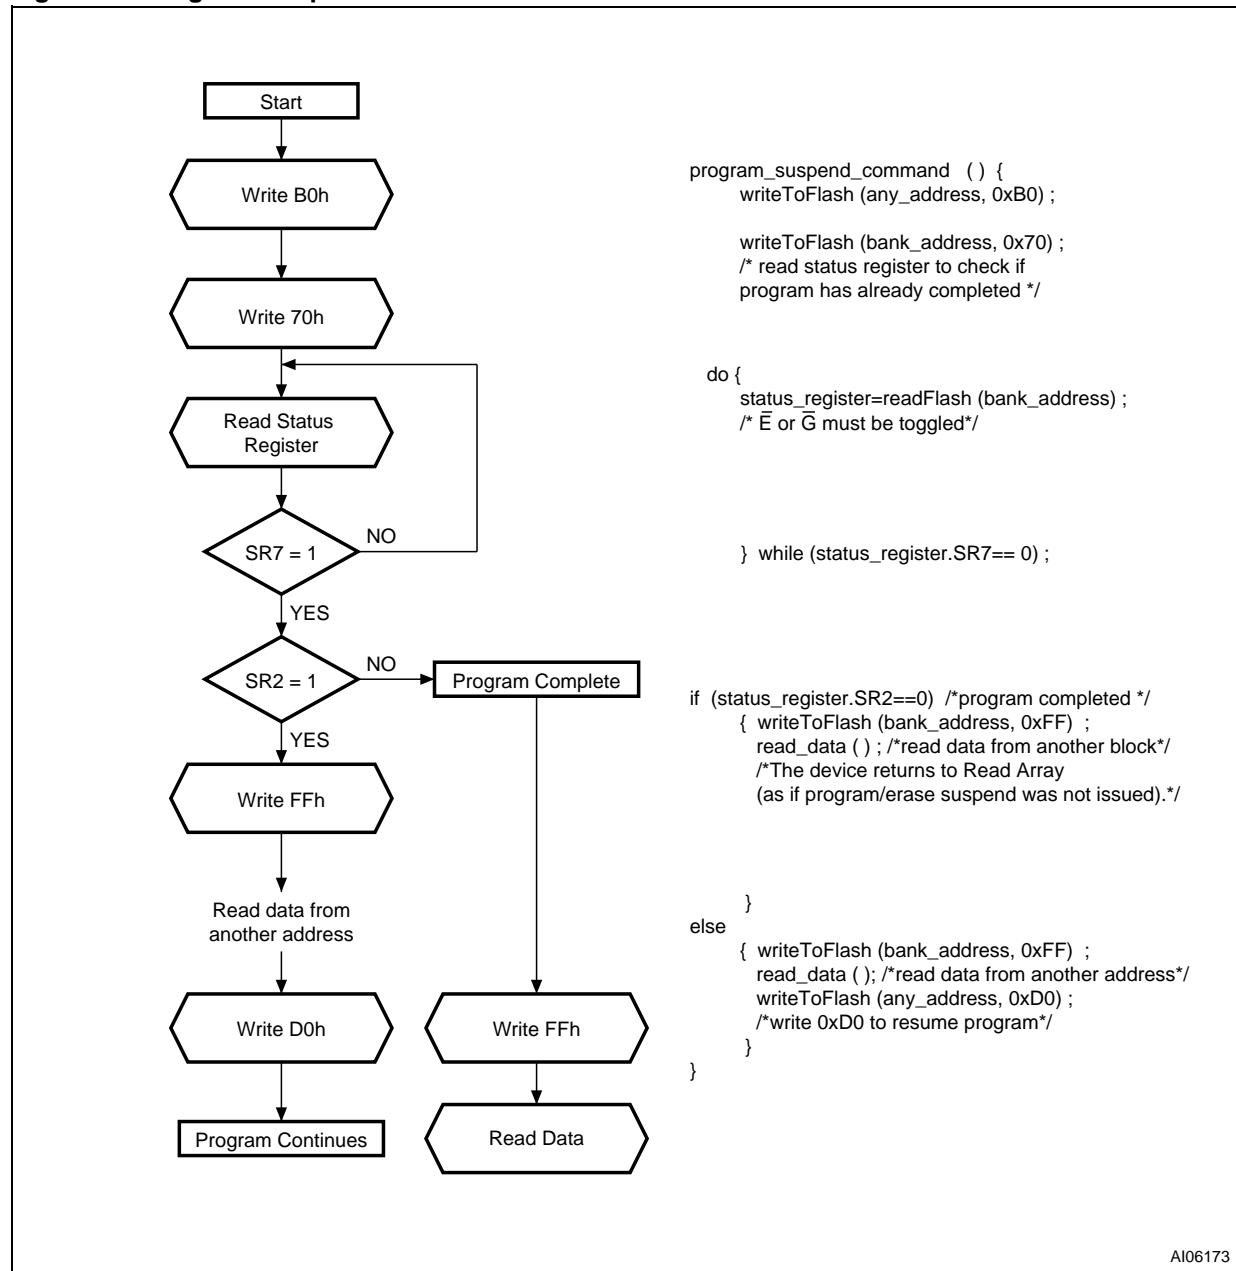 Start
Write B0h
Write 70h
Read Status
Register
SR7 = 1
NO
YES
SR2 = 1
NO
Program Complete
YES
Write FFh
Read data from
another address
Write D0h
Write FFh
Program Continues
Read Data
program_suspend_command ( ) {
writeToFlash (any_address, 0xB0) ;
writeToFlash (bank_address, 0x70) ;
/* read status register to check if
program has already completed */
do {
status_register=readFlash (bank_address) ;
/* E̅ or G̅ must be toggled*/
} while (status_register.SR7== 0) ;
if (status_register.SR2==0) /*program completed */
{ writeToFlash (bank_address, 0xFF) ;
read_data ( ) ; /*read data from another block*/
/*The device returns to Read Array
(as if program/erase suspend was not issued).*/
}
else
{ writeToFlash (bank_address, 0xFF) ;
read_data ( ); /*read data from another address*/
writeToFlash (any_address, 0xD0) ;
/*write 0xD0 to resume program*/
}
}
AI06173